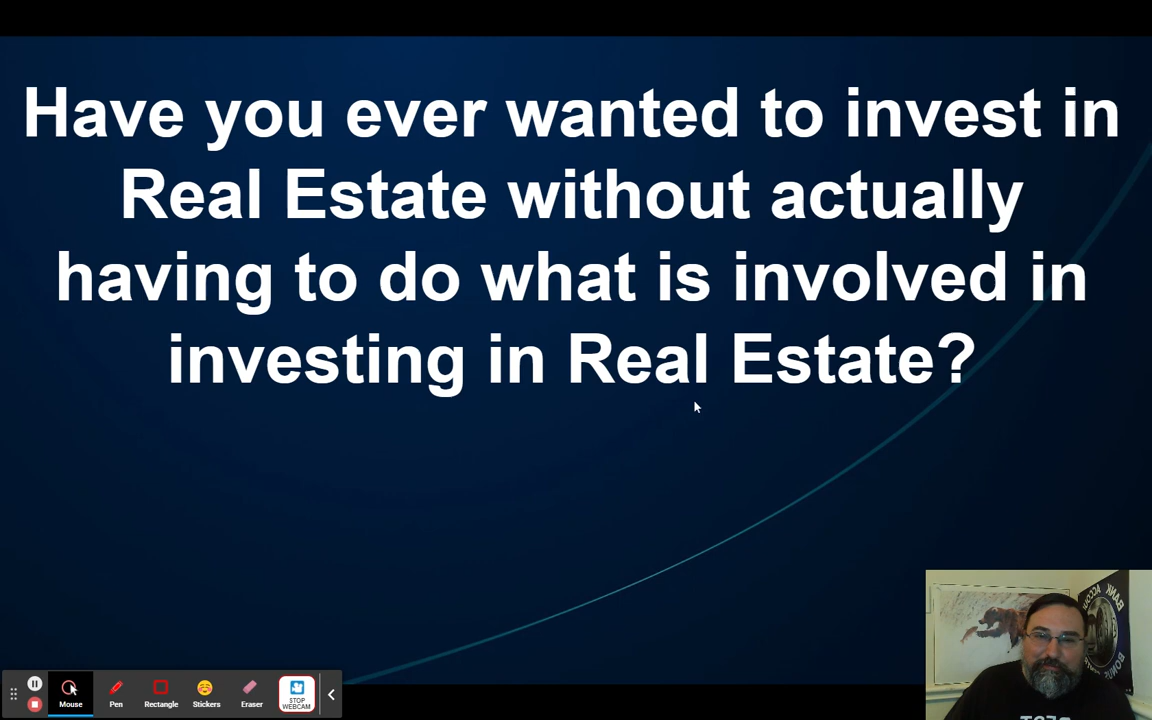 Have you ever wanted to invest in
Real Estate without actually
having to do what is involved in
investing in Real Estate?
Mouse
Pen
Rectangle
Stickers
Eraser
STOP
WEBCAM
BANK